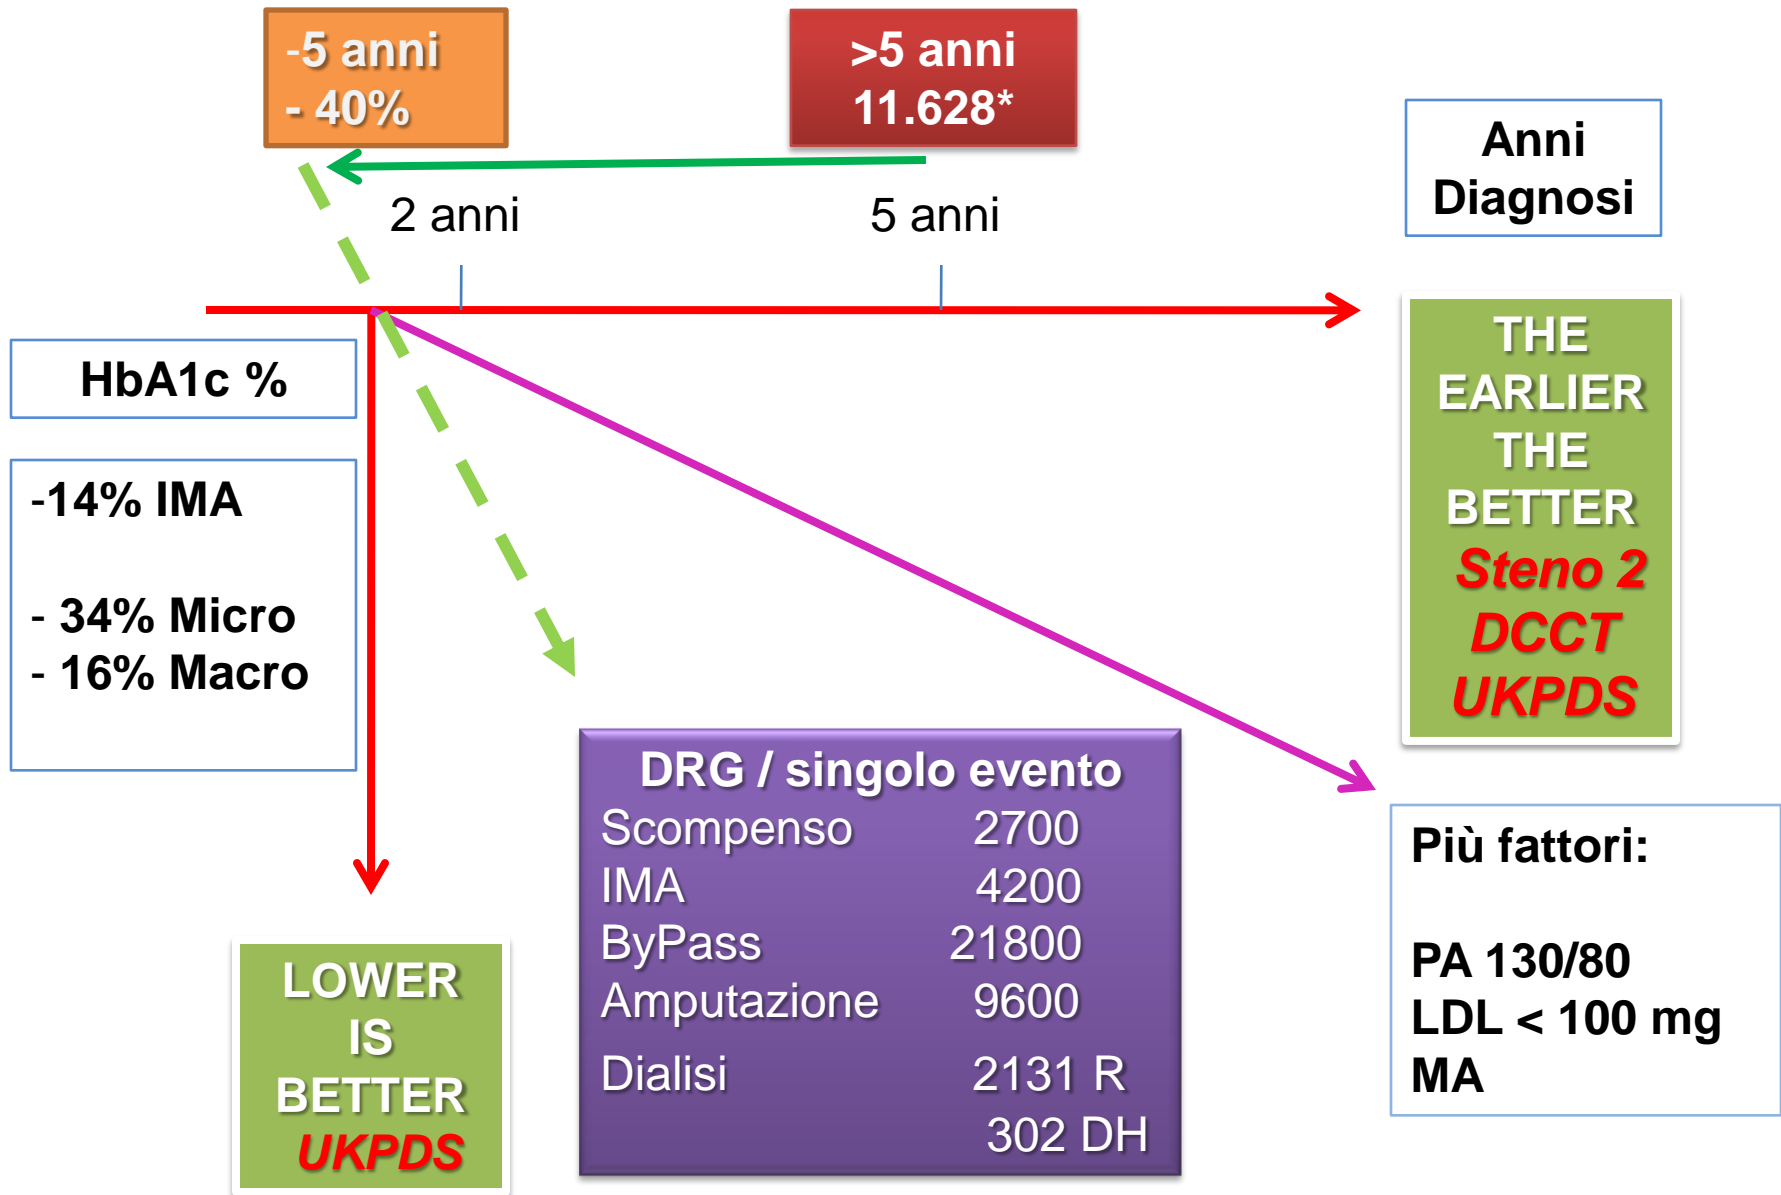 -5 anni
- 40%
>5 anni
11.628*
Anni
Diagnosi
2 anni
5 anni
HbA1c %
-14% IMA
- 34% Micro
- 16% Macro
THE
EARLIER
THE
BETTER
Steno 2
DCCT
UKPDS
DRG / singolo evento
Scompenso 2700
IMA 4200
ByPass 21800
Amputazione 9600
Dialisi 2131 R
302 DH
Più fattori:
PA 130/80
LDL < 100 mg
MA
LOWER
IS
BETTER
UKPDS